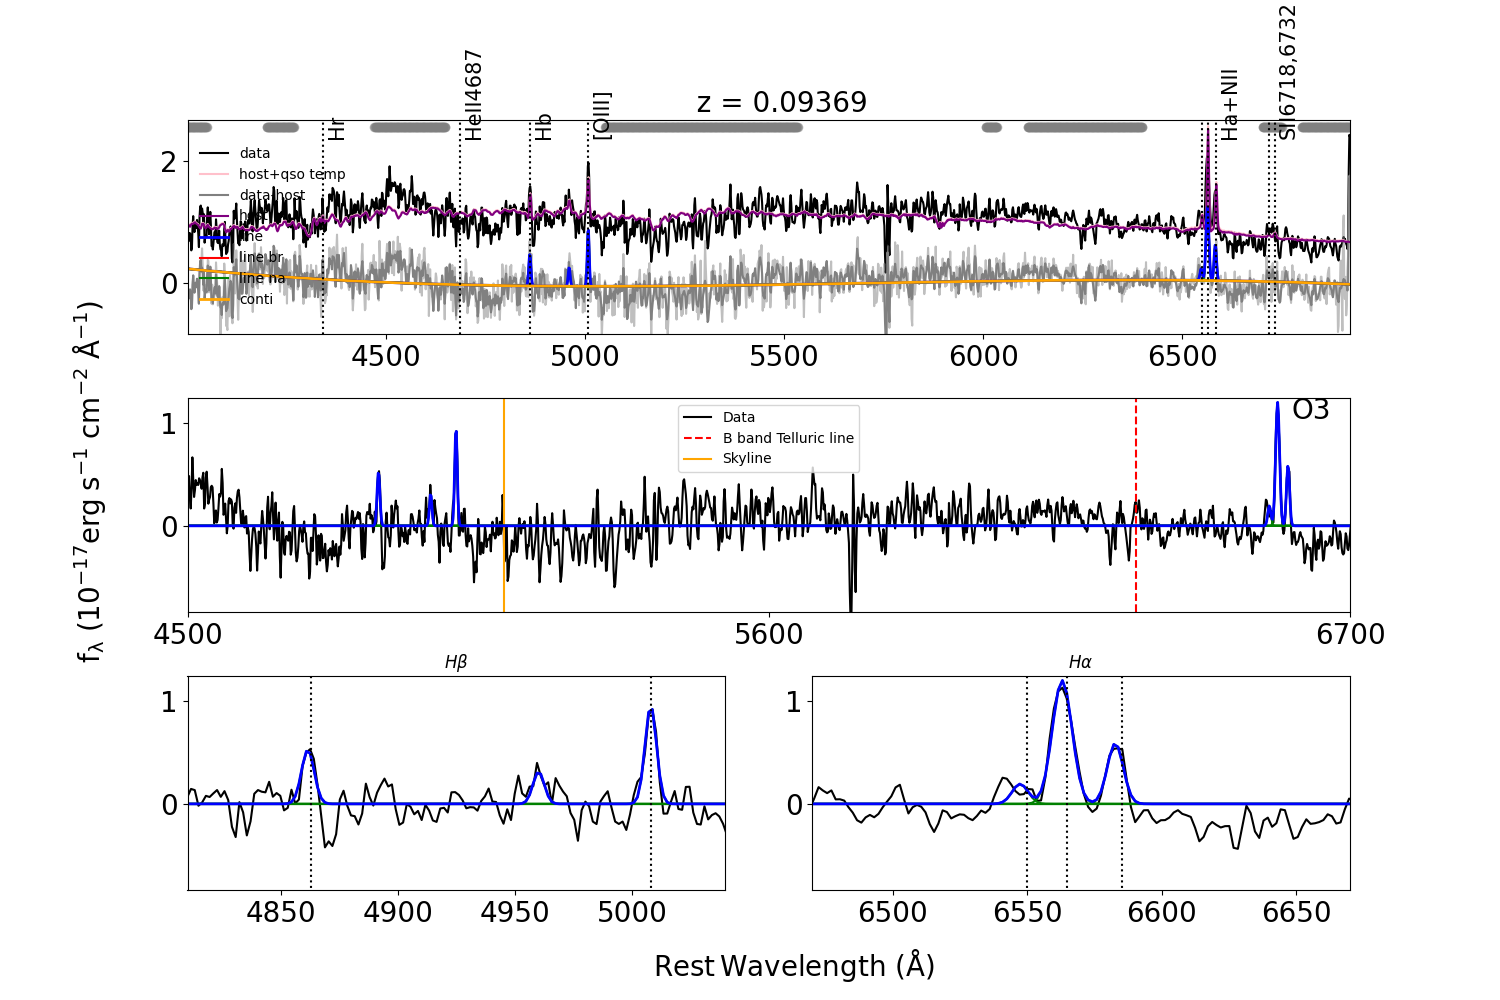 z = 0.09369
Hr
HeII4687
Hb
[OIII]
Ha+NII
SII6718,6732
data
host+qso temp
data-host
line
line br
line na
conti
2
0
4500 5000 5500 6000 6500
Data
B band Telluric line
Skyline
O3
1
0
4500 5600 6700
fλ (10⁻¹⁷erg s⁻¹ cm⁻² Å⁻¹)
Hβ
1
0
4850 4900 4950 5000
Hα
1
0
6500 6550 6600 6650
Rest Wavelength (Å)